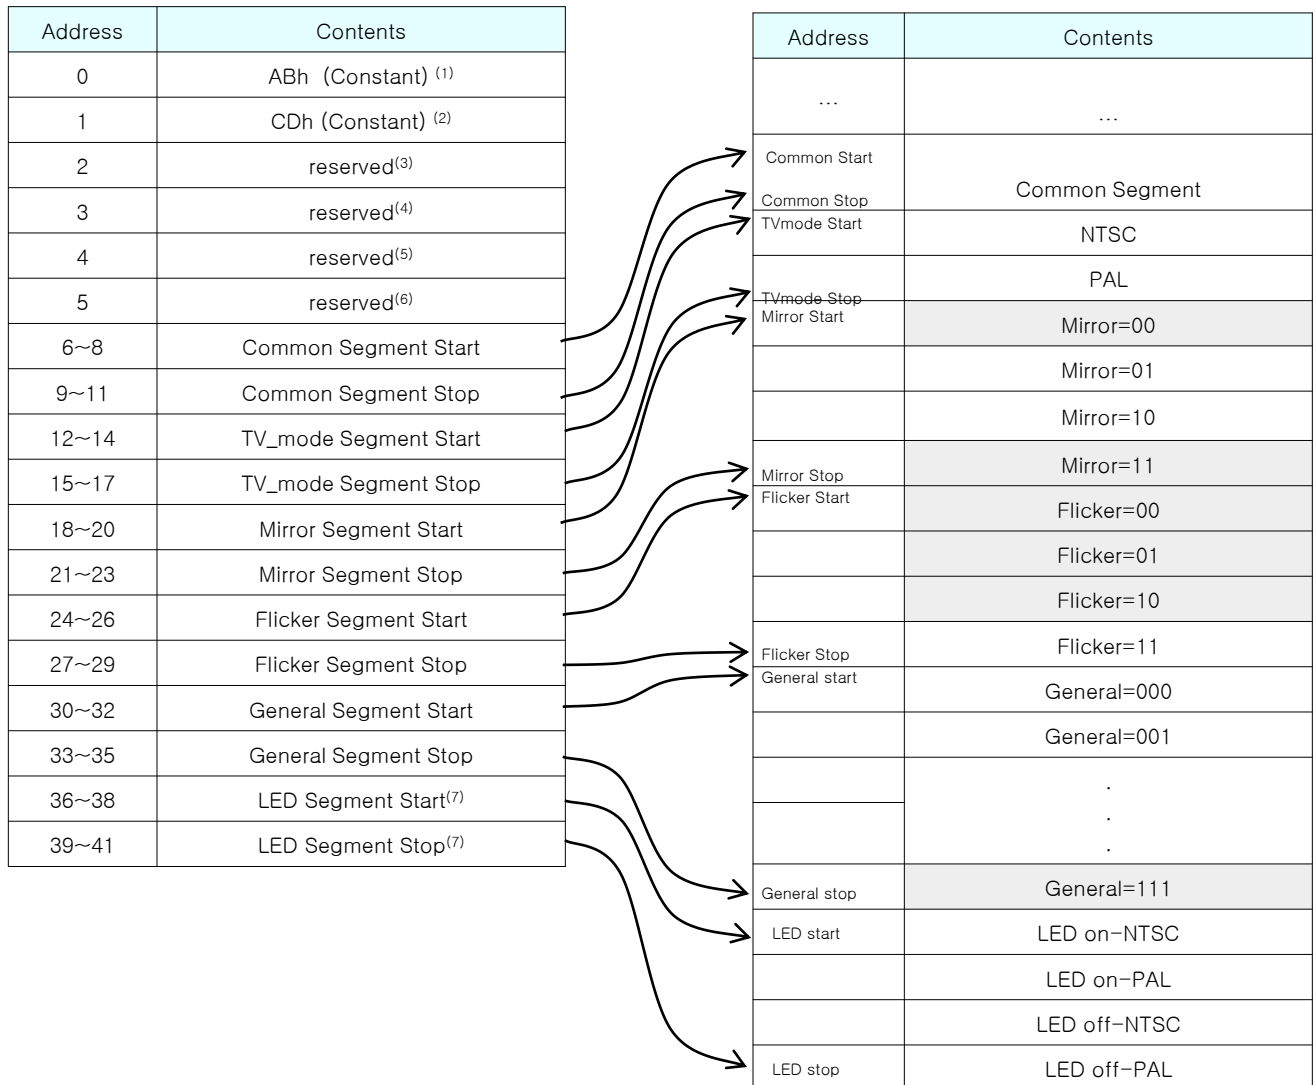 Address Contents
0 ABh (Constant) (1)
1 CDh (Constant) (2)
2 reserved(3)
3 reserved(4)
4 reserved(5)
5 reserved(6)
6~8 Common Segment Start
9~11 Common Segment Stop
12~14 TV_mode Segment Start
15~17 TV_mode Segment Stop
18~20 Mirror Segment Start
21~23 Mirror Segment Stop
24~26 Flicker Segment Start
27~29 Flicker Segment Stop
30~32 General Segment Start
33~35 General Segment Stop
36~38 LED Segment Start(7)
39~41 LED Segment Stop(7)
Address Contents
... ...
Common Start
Common Stop Common Segment
TVmode Start NTSC
PAL
TVmode Stop
Mirror Start Mirror=00
Mirror=01
Mirror=10
Mirror Stop Mirror=11
Flicker Start Flicker=00
Flicker=01
Flicker=10
Flicker Stop Flicker=11
General start General=000
General=001
.
.
.
General stop General=111
LED start LED on-NTSC
LED on-PAL
LED off-NTSC
LED stop LED off-PAL